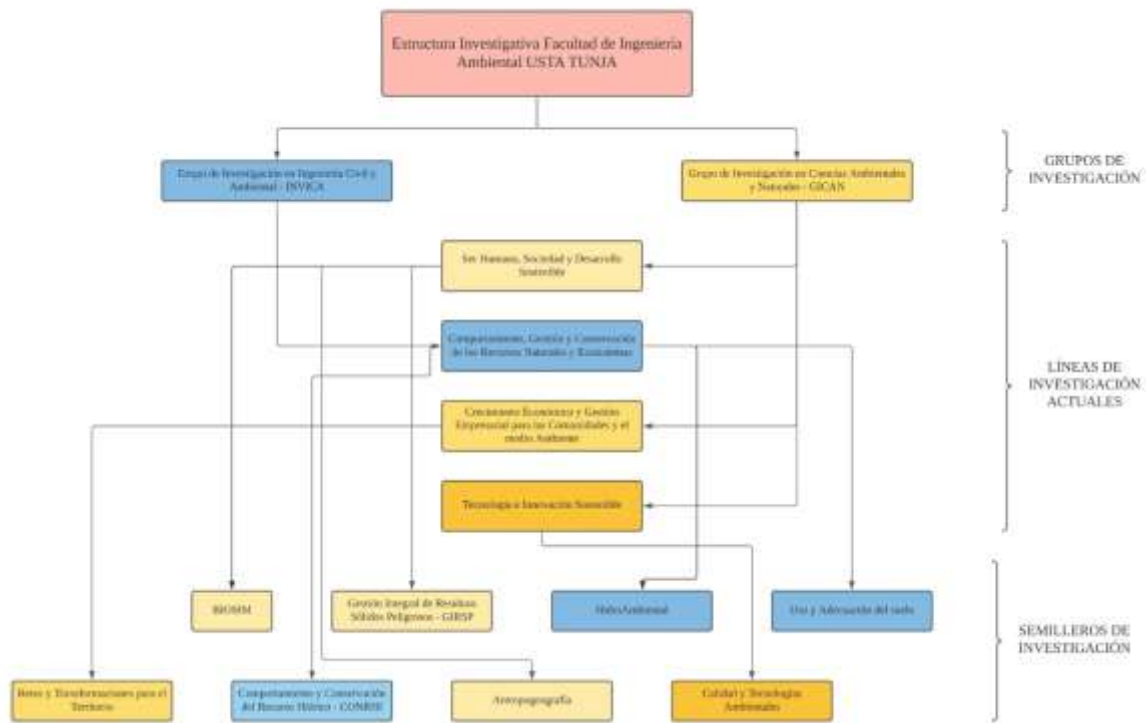 Estructura Investigativa Facultad de Ingeniería
Ambiental USTA TUNJA
Grupo de Investigación en Ingeniería Civil y
Ambiental - INVICA
Grupo de Investigación en Ciencias Ambientales
y Naturales - GICAN
GRUPOS DE
INVESTIGACIÓN
Ser Humano, Sociedad y Desarrollo
Sostenible
Comportamiento, Gestión y Conservación
de los Recursos Naturales y Ecosistemas
LÍNEAS DE
INVESTIGACIÓN
ACTUALES
Crecimiento Económico y Gestión
Empresarial para las Comunidades y el
medio Ambiente
Tecnología e Innovación Sostenible
BIOMM
Gestión Integral de Residuos
Sólidos Peligrosos - GIRSP
HidroAmbiental
Uso y Adecuación del suelo
SEMILLEROS DE
INVESTIGACIÓN
Retos y Transformaciones para el
Territorio
Comportamiento y Conservación
del Recurso Hídrico -
Antropogeografía
Calidad y Tecnologías
Ambientales